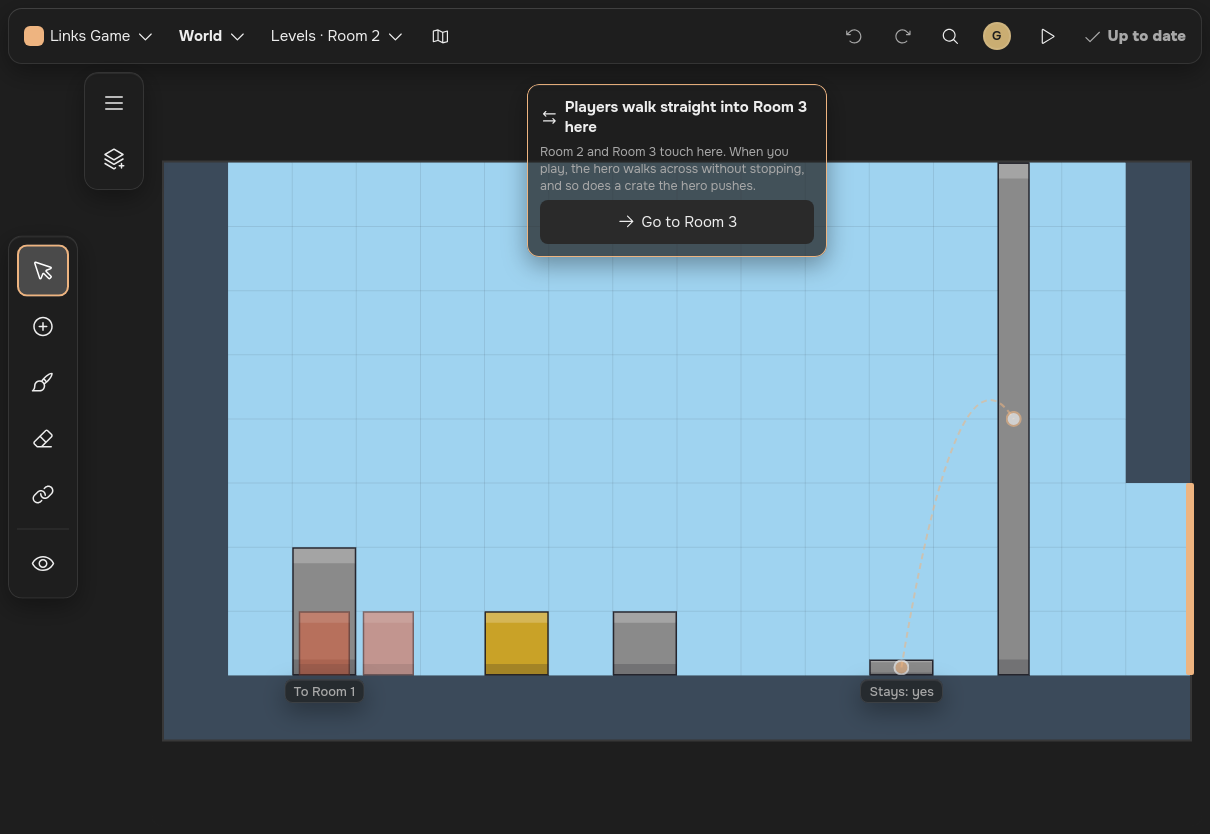 Links Game World Levels · Room 2 G Up to date
Players walk straight into Room 3
here
Room 2 and Room 3 touch here. When you
play, the hero walks across without stopping,
and so does a crate the hero pushes.
Go to Room 3
To Room 1
Stays: yes